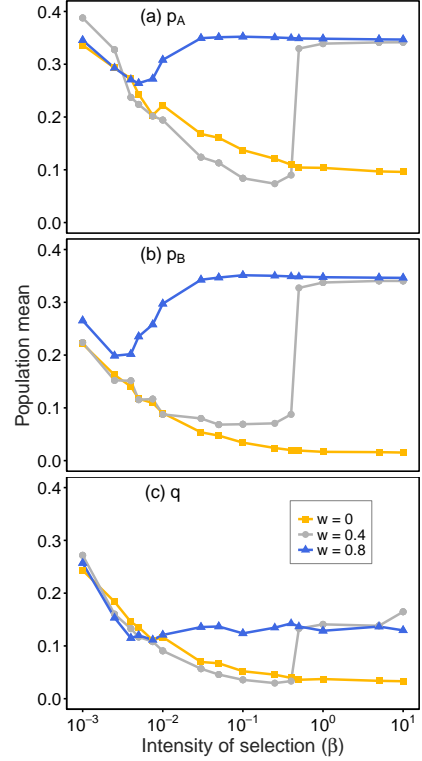 (a) pA
0.4
0.3
0.2
0.1
0.0
(b) pB
0.4
0.3
0.2
0.1
0.0
Population mean
(c) q
0.4
0.3
0.2
0.1
0.0
w = 0
w = 0.4
w = 0.8
10−3 10−2 10−1 100 101
Intensity of selection (β)